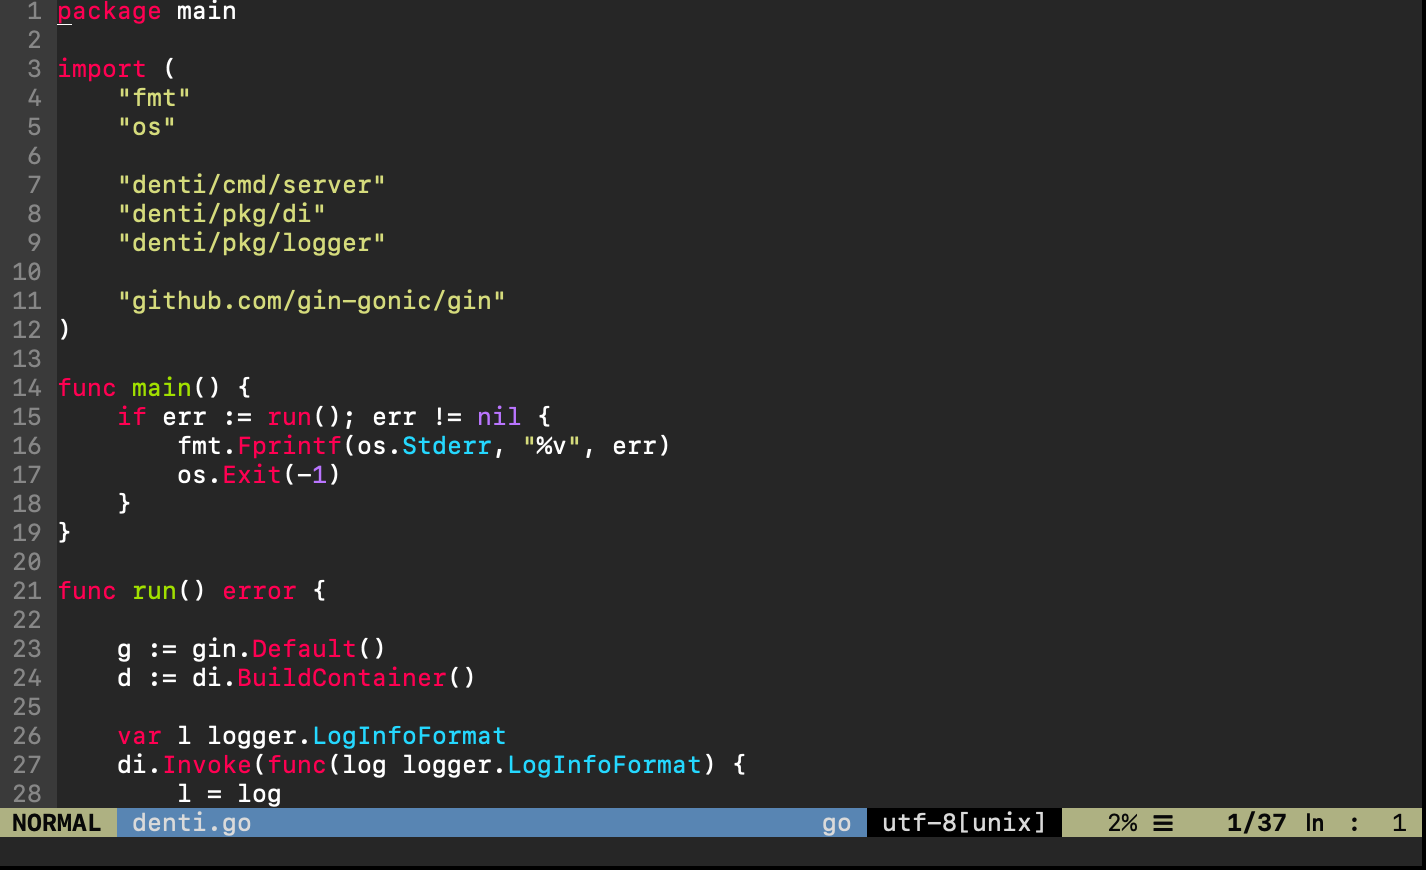 1 package main
2
3 import (
4     "fmt"
5     "os"
6
7     "denti/cmd/server"
8     "denti/pkg/di"
9     "denti/pkg/logger"
10
11     "github.com/gin-gonic/gin"
12 )
13
14 func main() {
15     if err := run(); err != nil {
16         fmt.Fprintf(os.Stderr, "%v", err)
17         os.Exit(-1)
18     }
19 }
20
21 func run() error {
22
23     g := gin.Default()
24     d := di.BuildContainer()
25
26     var l logger.LogInfoFormat
27     di.Invoke(func(log logger.LogInfoFormat) {
28         l = log
NORMAL denti.go go utf-8[unix] 2% ☰ 1/37 ln : 1